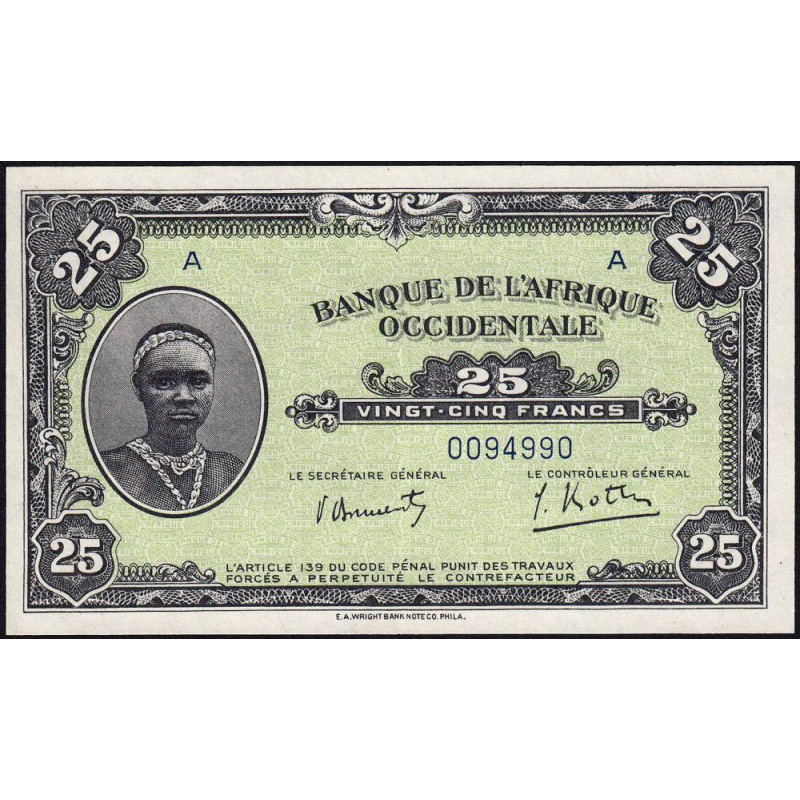 25
25
A
A
BANQUE DE L'AFRIQUE
OCCIDENTALE
25
VINGT-CINQ FRANCS
0094990
LE SECRÉTAIRE GÉNÉRAL
LE CONTRÔLEUR GÉNÉRAL
25
25
L'ARTICLE 139 DU CODE PÉNAL PUNIT DES TRAVAUX
FORCÉS A PERPETUITÉ LE CONTREFACTEUR
E.A.WRIGHT BANK NOTE CO. PHILA.